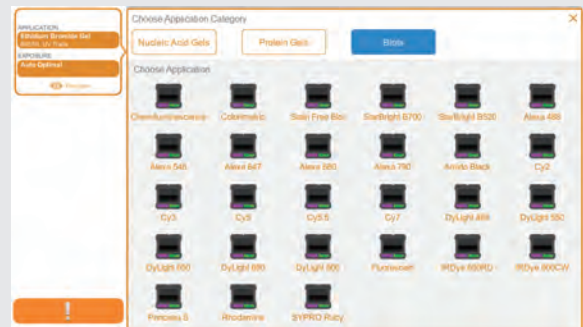 APPLICATION
Ethidium Bromide Gel
EXPOSURE
Auto Optimal
Choose Application Category
Nucleic Acid Gels
Protein Gels
Blots
Choose Application
Chemiluminescence
Colorimetric
Stain Free Blot
StarBright B700
StarBright B520
Alexa 488
Alexa 546
Alexa 647
Alexa 680
Alexa 790
Amido Black
Cy2
Cy3
Cy5
Cy5.5
Cy7
DyLight 488
DyLight 550
DyLight 650
DyLight 680
DyLight 800
Fluorescein
IRDye 680RD
IRDye 800CW
Ponceau S
Rhodamine
SYPRO Ruby